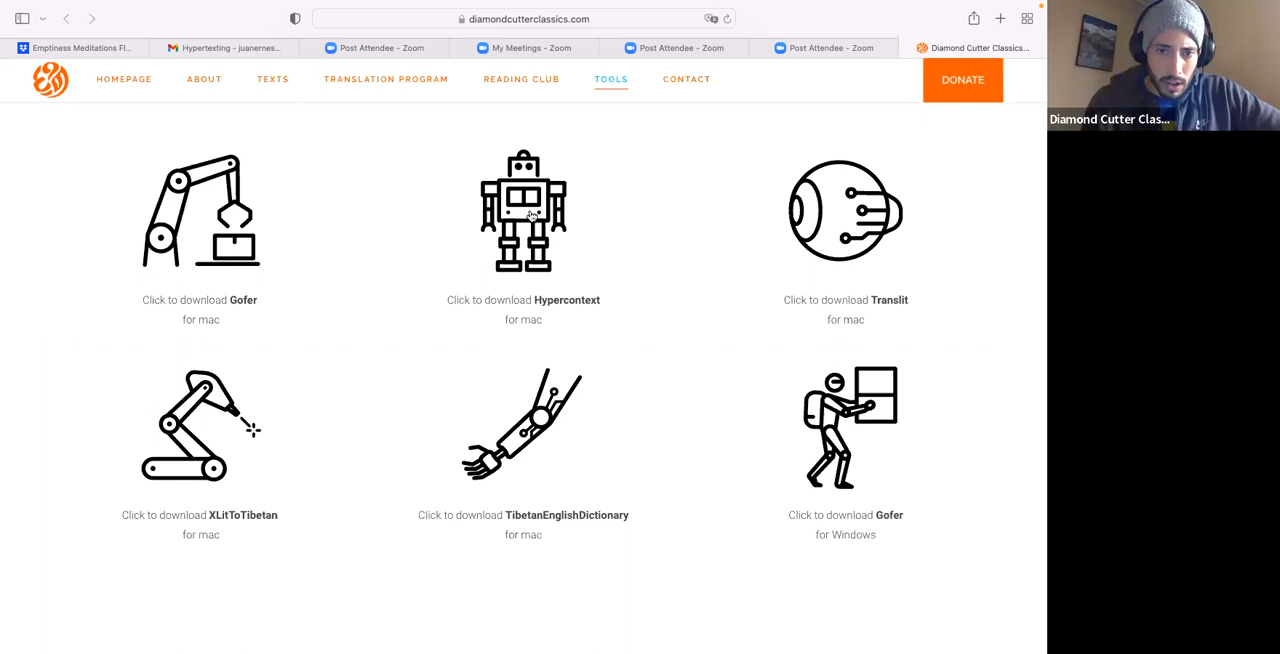 diamondcutterclassics.com
Emptiness Meditations Fl...
Hypertexting - juanernes...
Post Attendee - Zoom
My Meetings - Zoom
Post Attendee - Zoom
Post Attendee - Zoom
Diamond Cutter Classics...
HOMEPAGE
ABOUT
TEXTS
TRANSLATION PROGRAM
READING CLUB
TOOLS
CONTACT
DONATE
Diamond Cutter Clas...
Click to download Gofer
for mac
Click to download Hypercontext
for mac
Click to download Translit
for mac
Click to download XLitToTibetan
for mac
Click to download TibetanEnglishDictionary
for mac
Click to download Gofer
for Windows